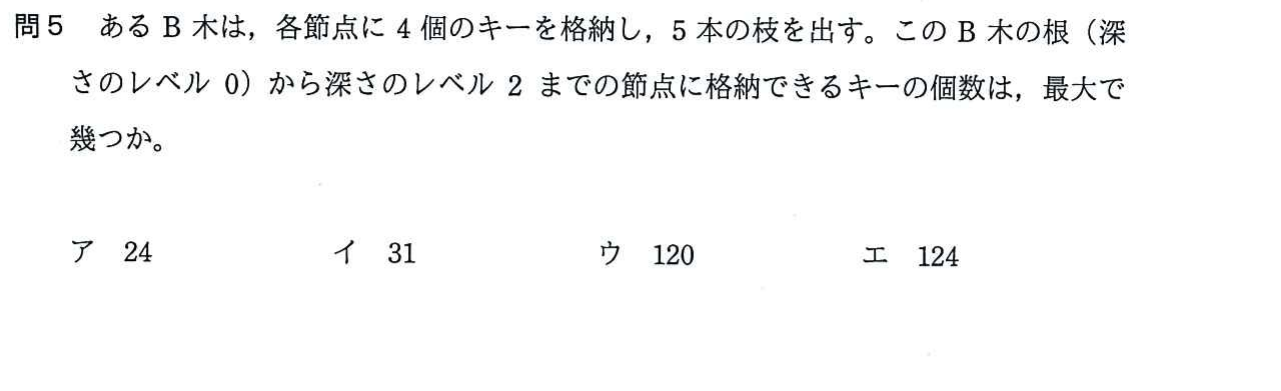 問5 ある B 木は，各節点に 4 個のキーを格納し，5 本の枝を出す。この B 木の根（深
さのレベル 0）から深さのレベル 2 までの節点に格納できるキーの個数は，最大で
幾つか。
ア 24 イ 31 ウ 120 エ 124